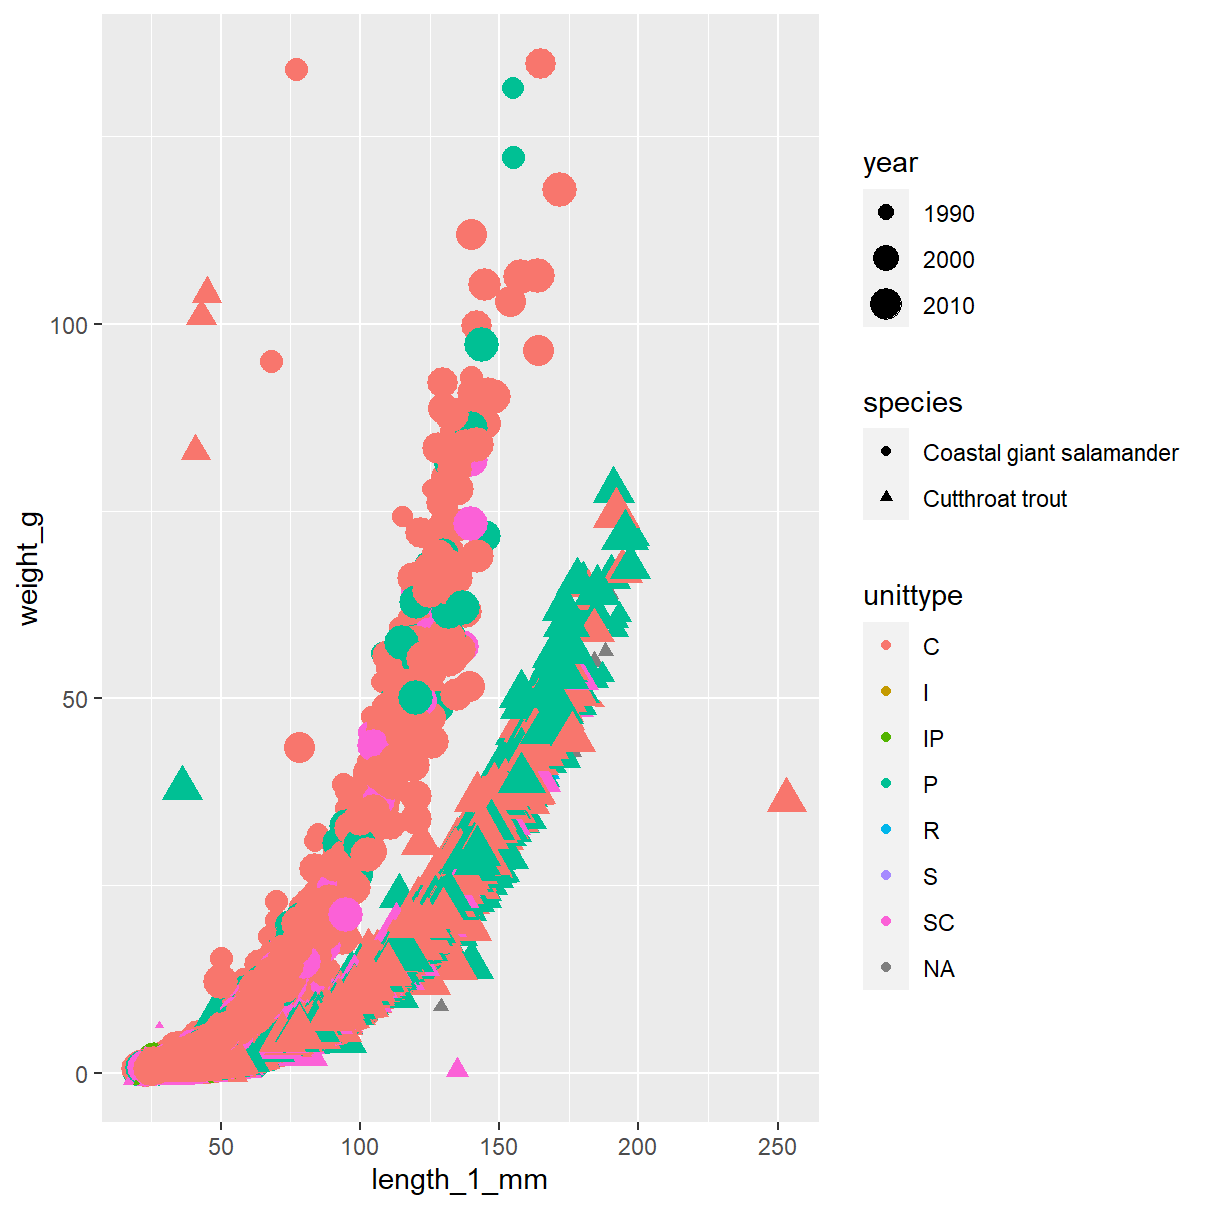 100
50
0
50
100
150
200
250
length_1_mm
weight_g
year
1990
2000
2010
species
Coastal giant salamander
Cutthroat trout
unittype
C
I
IP
P
R
S
SC
NA